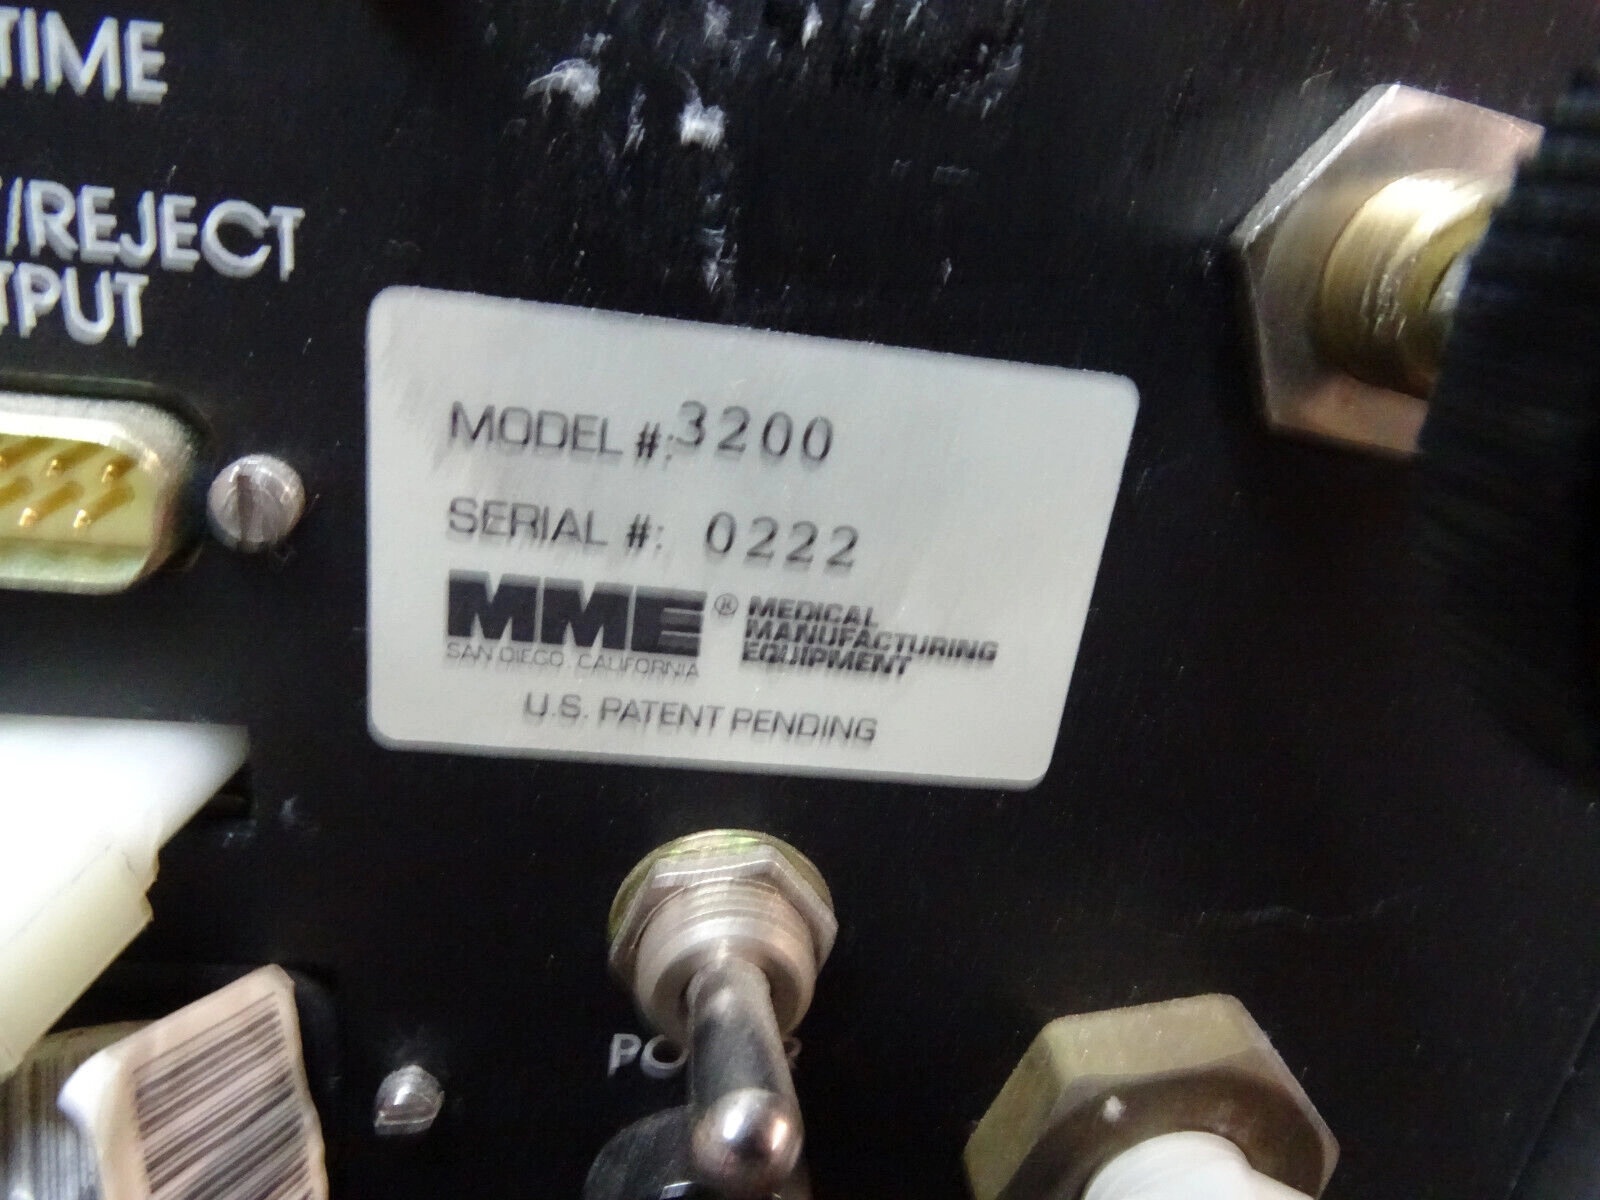 TIME
/REJECT
TPUT
MODEL #: 3200
SERIAL #: 0222
MME® MEDICAL
MANUFACTURING
EQUIPMENT
SAN DIEGO, CALIFORNIA
U.S. PATENT PENDING